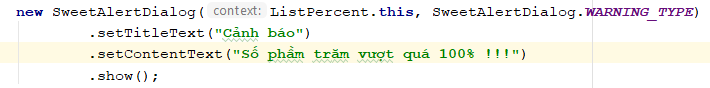 new SweetAlertDialog( context: ListPercent.this, SweetAlertDialog.WARNING_TYPE)
.setTitleText("Cảnh báo")
.setContentText("Số phầm trăm vượt quá 100% !!!")
.show();